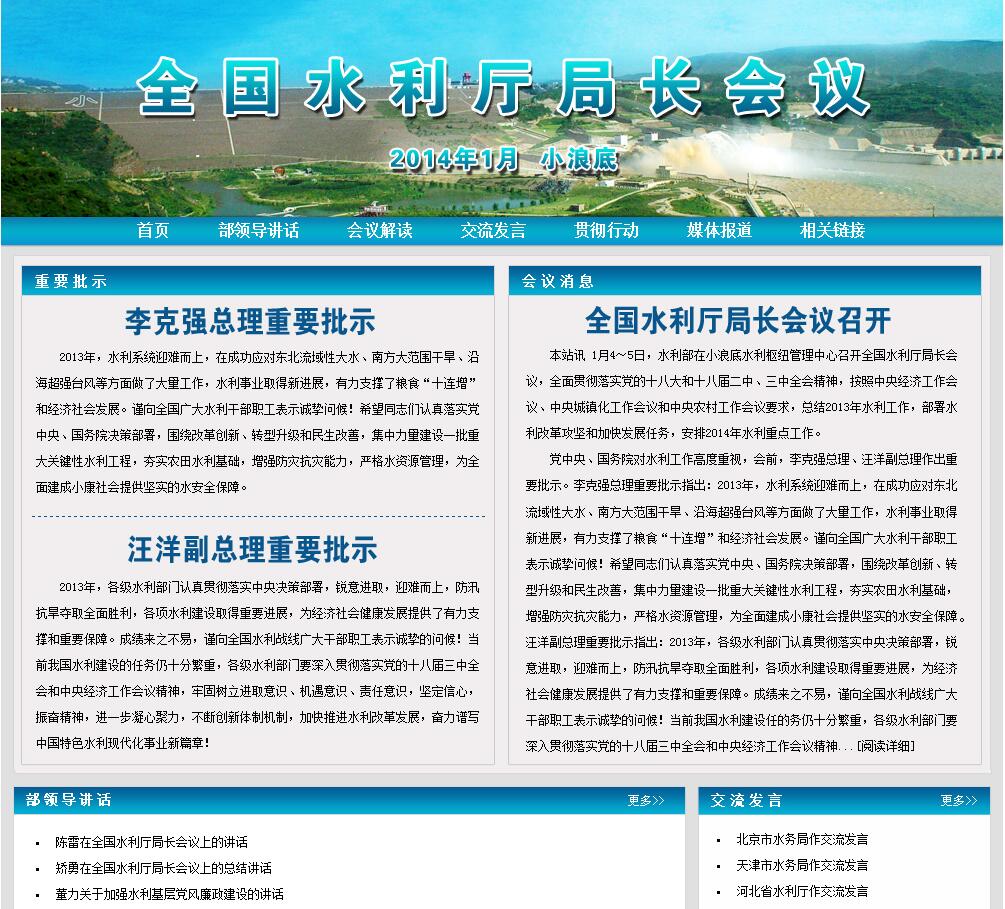 小
全国水利厅局长会议
2014年1月 小浪底
首页 部领导讲话 会议解读 交流发言 贯彻行动 媒体报道 相关链接
重要批示
李克强总理重要批示
2013年，水利系统迎难而上，在成功应对东北流域性大水、南方大范围干旱、沿
海超强台风等方面做了大量工作，水利事业取得新进展，有力支撑了粮食“十连增”
和经济社会发展。谨向全国广大水利干部职工表示诚挚问候！希望同志们认真落实党
中央、国务院决策部署，围绕改革创新、转型升级和民生改善，集中力量建设一批重
大关键性水利工程，夯实农田水利基础，增强防灾抗灾能力，严格水资源管理，为全
面建成小康社会提供坚实的水安全保障。
汪洋副总理重要批示
2013年，各级水利部门认真贯彻落实中央决策部署，锐意进取，迎难而上，防汛
抗旱夺取全面胜利，各项水利建设取得重要进展，为经济社会健康发展提供了有力支
撑和重要保障。成绩来之不易，谨向全国水利战线广大干部职工表示诚挚的问候！当
前我国水利建设的任务仍十分繁重，各级水利部门要深入贯彻落实党的十八届三中全
会和中央经济工作会议精神，牢固树立进取意识、机遇意识、责任意识，坚定信心，
振奋精神，进一步凝心聚力，不断创新体制机制，加快推进水利改革发展，奋力谱写
中国特色水利现代化事业新篇章！
会议消息
全国水利厅局长会议召开
本站讯 1月4～5日，水利部在小浪底水利枢纽管理中心召开全国水利厅局长会
议，全面贯彻落实党的十八大和十八届二中、三中全会精神，按照中央经济工作会
议、中央城镇化工作会议和中央农村工作会议要求，总结2013年水利工作，部署水
利改革攻坚和加快发展任务，安排2014年水利重点工作。
党中央、国务院对水利工作高度重视，会前，李克强总理、汪洋副总理作出重
要批示。李克强总理重要批示指出：2013年，水利系统迎难而上，在成功应对东北
流域性大水、南方大范围干旱、沿海超强台风等方面做了大量工作，水利事业取得
新进展，有力支撑了粮食“十连增”和经济社会发展。谨向全国广大水利干部职工
表示诚挚问候！希望同志们认真落实党中央、国务院决策部署，围绕改革创新、转
型升级和民生改善，集中力量建设一批重大关键性水利工程，夯实农田水利基础，
增强防灾抗灾能力，严格水资源管理，为全面建成小康社会提供坚实的水安全保障。
汪洋副总理重要批示指出：2013年，各级水利部门认真贯彻落实中央决策部署，锐
意进取，迎难而上，防汛抗旱夺取全面胜利，各项水利建设取得重要进展，为经济
社会健康发展提供了有力支撑和重要保障。成绩来之不易，谨向全国水利战线广大
干部职工表示诚挚的问候！当前我国水利建设任的务仍十分繁重，各级水利部门要
深入贯彻落实党的十八届三中全会和中央经济工作会议精神...[阅读详细]
部领导讲话 更多>>
· 陈雷在全国水利厅局长会议上的讲话
· 矫勇在全国水利厅局长会议上的总结讲话
· 董力关于加强水利基层党风廉政建设的讲话
交流发言 更多>>
· 北京市水务局作交流发言
· 天津市水务局作交流发言
· 河北省水利厅作交流发言